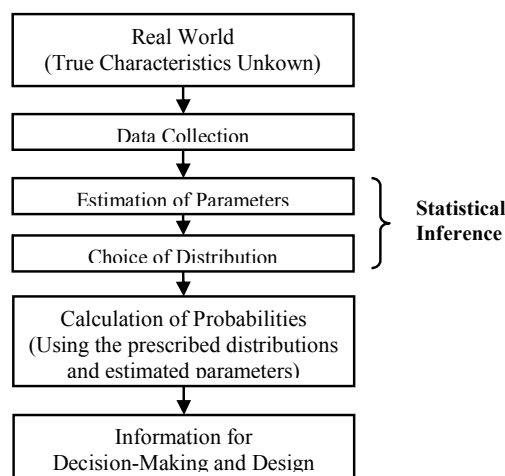 Real World
(True Characteristics Unkown)
Data Collection
Estimation of Parameters
Choice of Distribution
Statistical
Inference
Calculation of Probabilities
(Using the prescribed distributions
and estimated parameters)
Information for
Decision-Making and Design